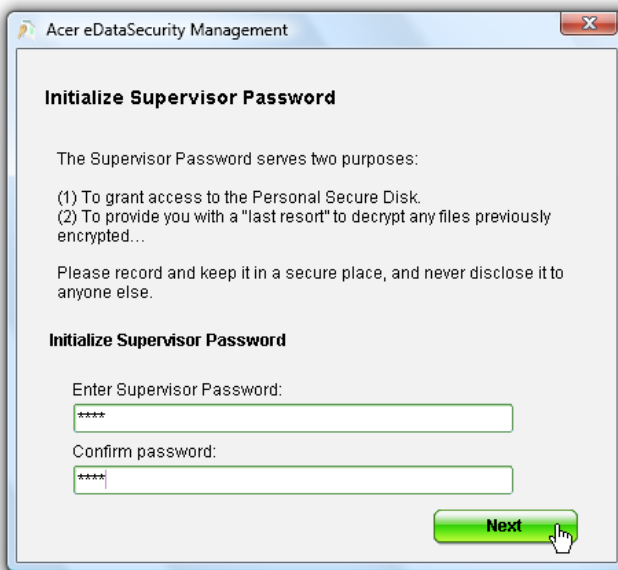 Acer eDataSecurity Management
X
Initialize Supervisor Password
The Supervisor Password serves two purposes:
(1) To grant access to the Personal Secure Disk.
(2) To provide you with a "last resort" to decrypt any files previously
encrypted...
Please record and keep it in a secure place, and never disclose it to
anyone else.
Initialize Supervisor Password
Enter Supervisor Password:
****
Confirm password:
****
Next